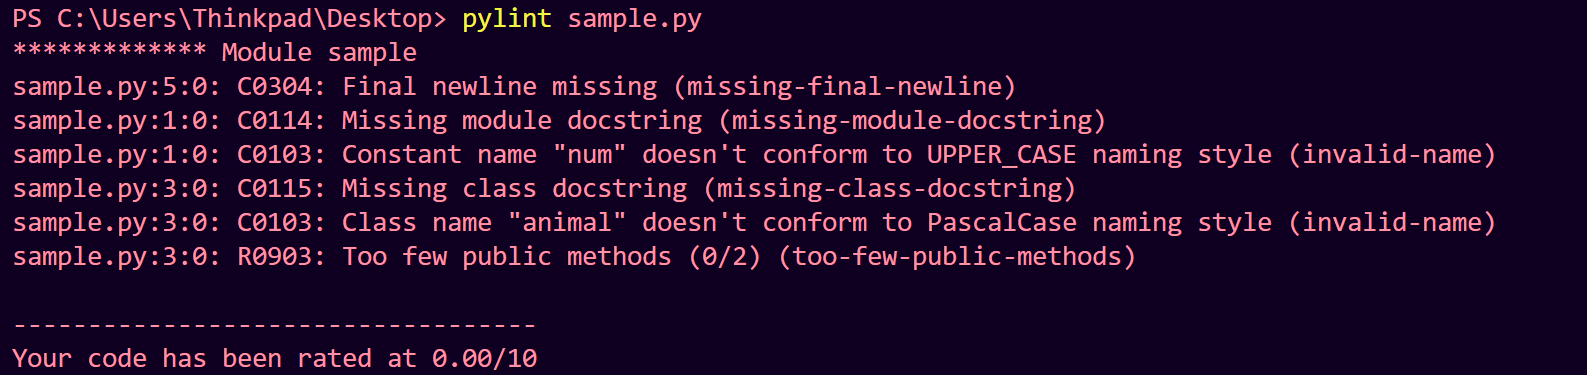 PS C:\Users\Thinkpad\Desktop> pylint sample.py
************* Module sample
sample.py:5:0: C0304: Final newline missing (missing-final-newline)
sample.py:1:0: C0114: Missing module docstring (missing-module-docstring)
sample.py:1:0: C0103: Constant name "num" doesn't conform to UPPER_CASE naming style (invalid-name)
sample.py:3:0: C0115: Missing class docstring (missing-class-docstring)
sample.py:3:0: C0103: Class name "animal" doesn't conform to PascalCase naming style (invalid-name)
sample.py:3:0: R0903: Too few public methods (0/2) (too-few-public-methods)

-----------------------------------
Your code has been rated at 0.00/10